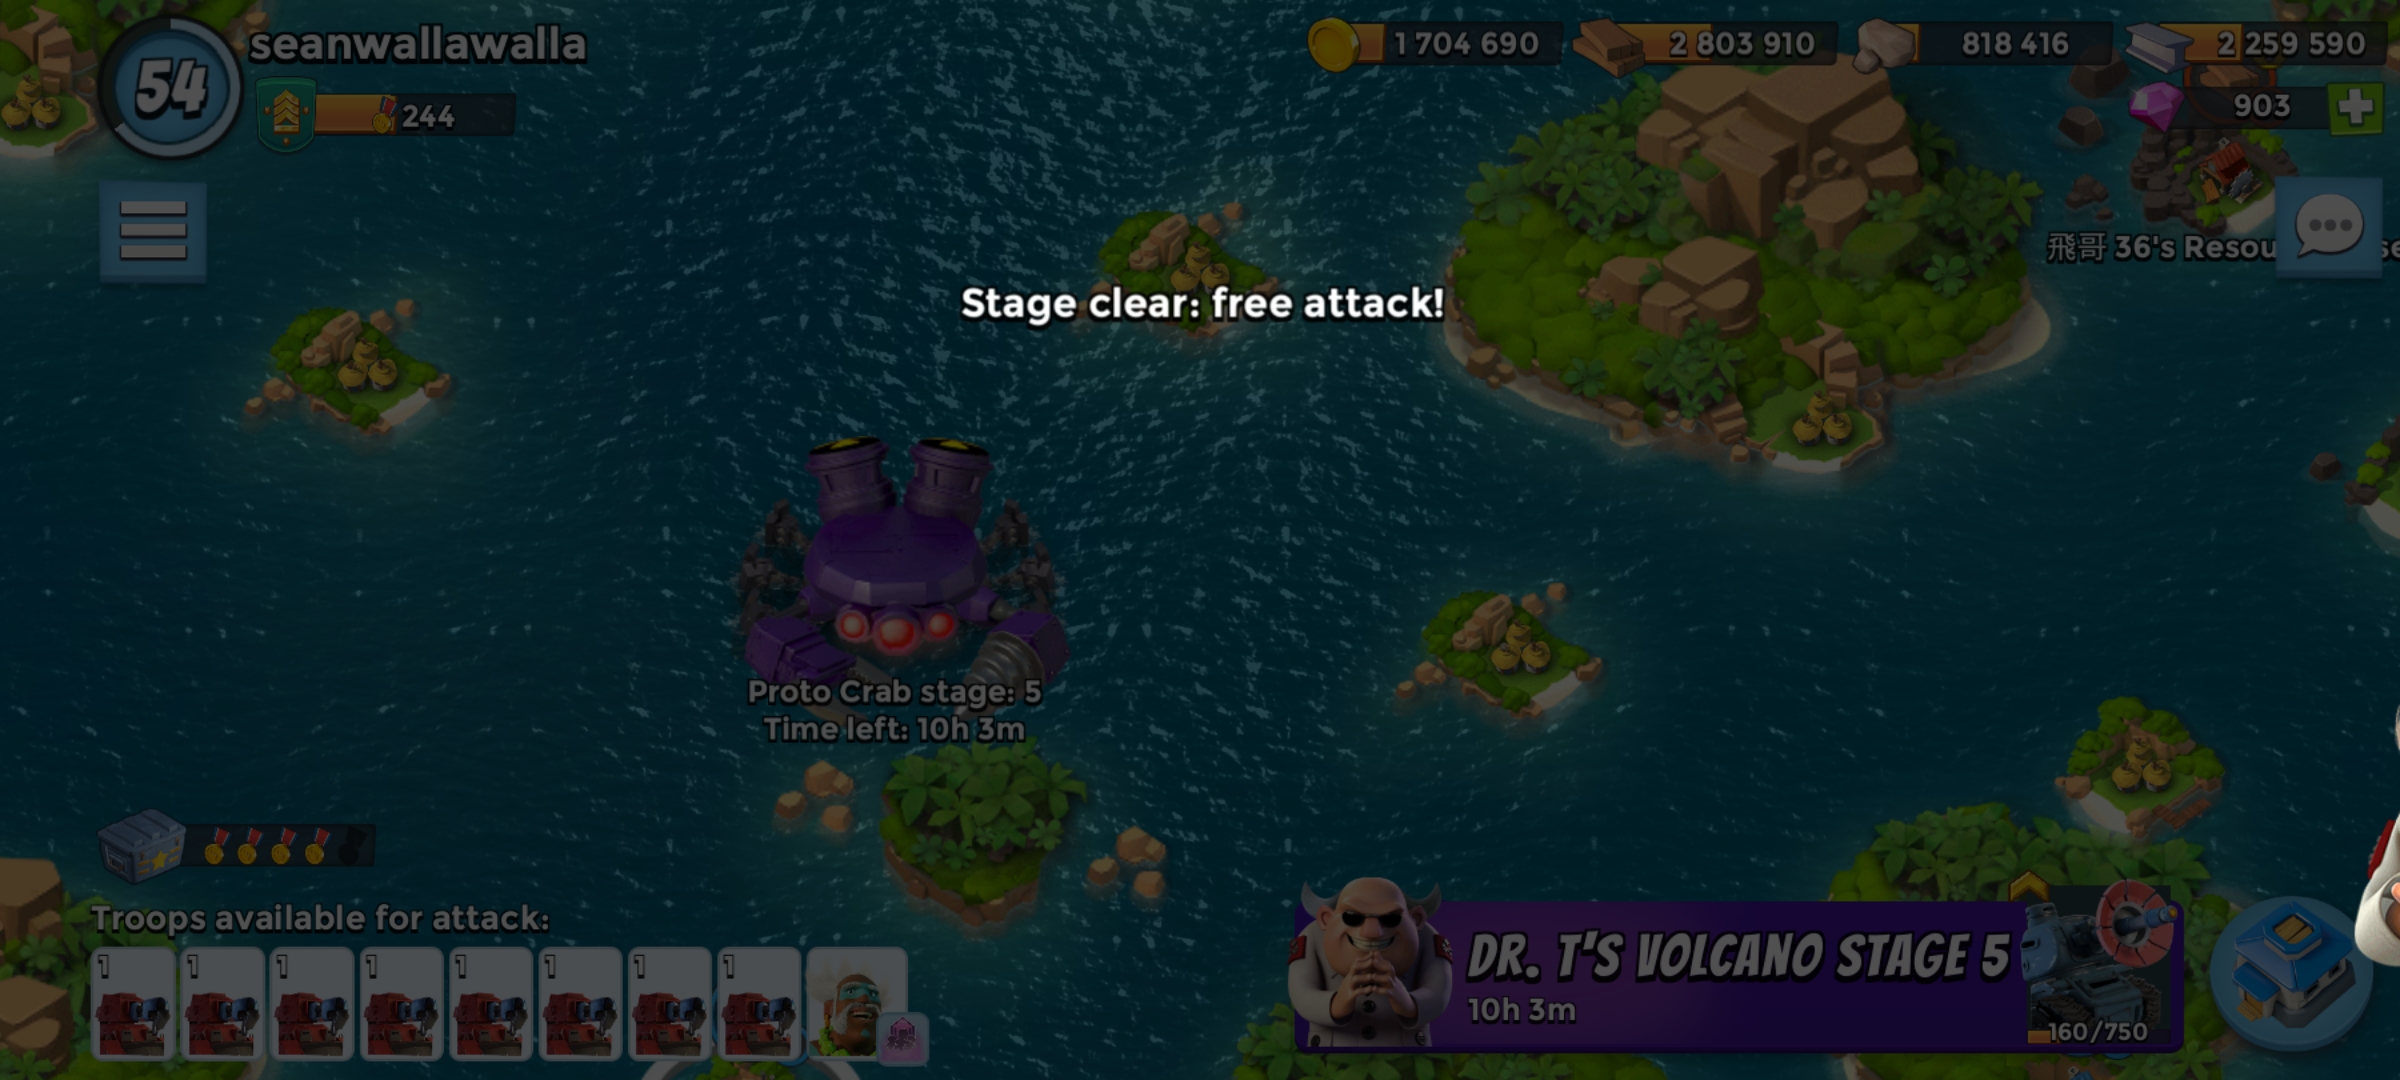 54
seanwallawalla
244
1 704 690
2 803 910
818 416
2 259 590
903
飛哥 36's Resou
Stage clear: free attack!
Proto Crab stage: 5
Time left: 10h 3m
Troops available for attack:
1 1 1 1 1 1 1 1
DR. T'S VOLCANO STAGE 5
10h 3m
160/750